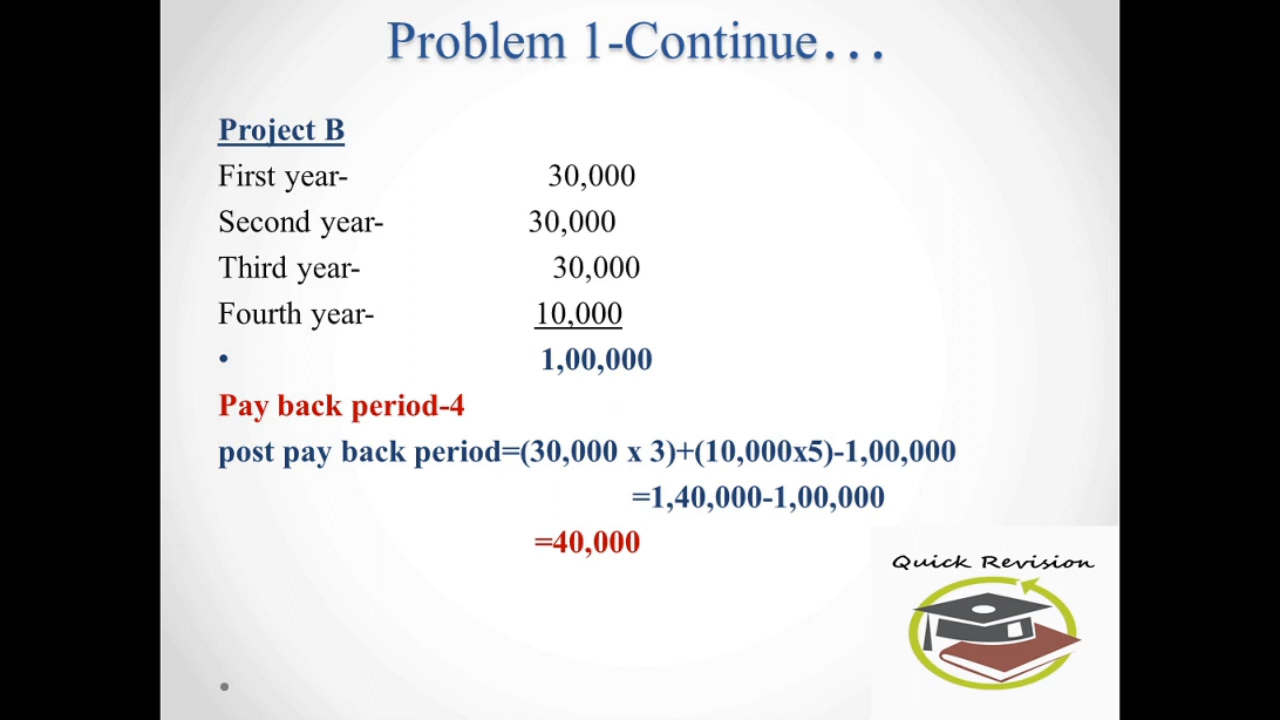 Problem 1-Continue…
Project B
First year- 30,000
Second year- 30,000
Third year- 30,000
Fourth year- 10,000
• 1,00,000
Pay back period-4
post pay back period=(30,000 x 3)+(10,000x5)-1,00,000
=1,40,000-1,00,000
=40,000
Quick Revision
•